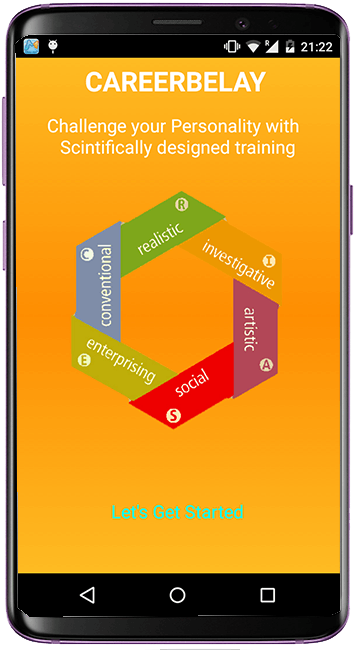 21:22
CAREERBELAY
Challenge your Personality with
Scintifically designed training
R
realistic
investigative
I
C
conventional
artistic
A
enterprising
E
social
S
Let's Get Started